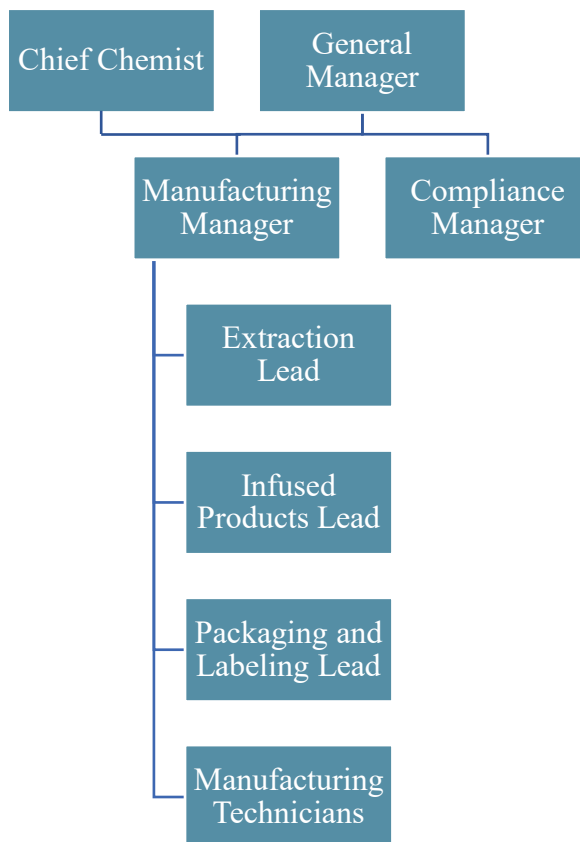 Chief Chemist
General
Manager
Manufacturing
Manager
Compliance
Manager
Extraction
Lead
Infused
Products Lead
Packaging and
Labeling Lead
Manufacturing
Technicians